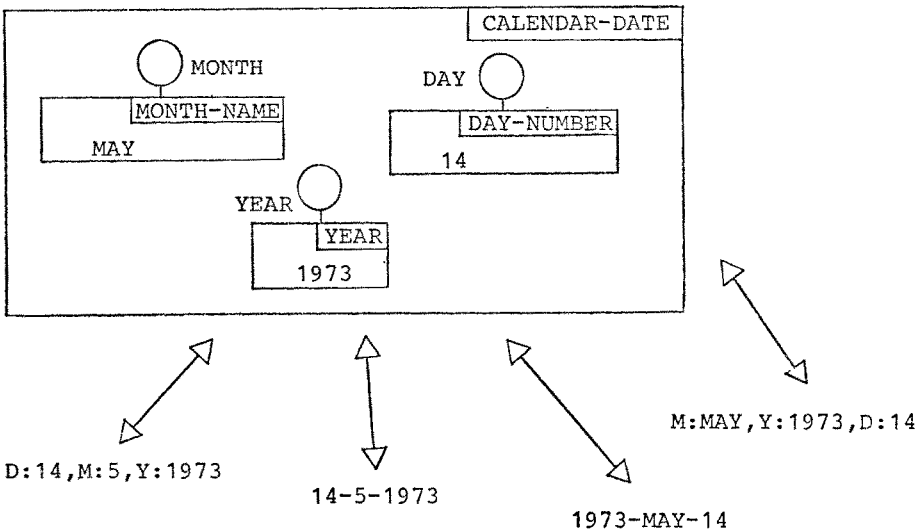 CALENDAR-DATE
MONTH
DAY
MONTH-NAME
DAY-NUMBER
MAY
14
YEAR
YEAR
1973
M:MAY,Y:1973,D:14
D:14,M:5,Y:1973
14-5-1973
1973-MAY-14